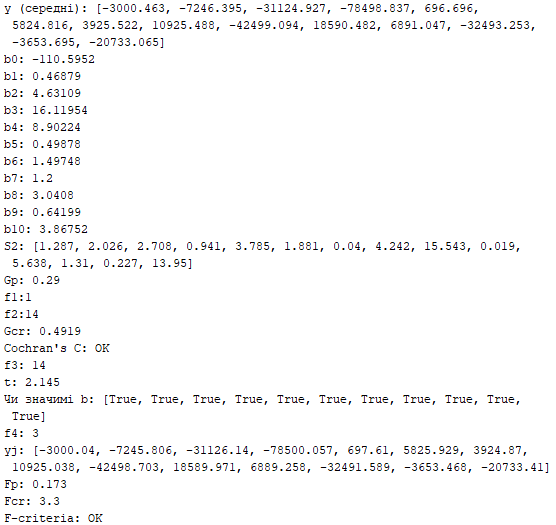 y (середні): [-3000.463, -7246.395, -31124.927, -78498.837, 696.696,
5824.816, 3925.522, 10925.488, -42499.094, 18590.482, 6891.047, -32493.253,
-3653.695, -20733.065]
b0: -110.5952
b1: 0.46879
b2: 4.63109
b3: 16.11954
b4: 8.90224
b5: 0.49878
b6: 1.49748
b7: 1.2
b8: 3.0408
b9: 0.64199
b10: 3.86752
S2: [1.287, 2.026, 2.708, 0.941, 3.785, 1.881, 0.04, 4.242, 15.543, 0.019,
5.638, 1.31, 0.227, 13.95]
Gp: 0.29
f1:1
f2:14
Gcr: 0.4919
Cochran's C: OK
f3: 14
t: 2.145
Чи значимі b: [True, True, True, True, True, True, True, True, True, True,
True]
f4: 3
yj: [-3000.04, -7245.806, -31126.14, -78500.057, 697.61, 5825.929, 3924.87,
10925.038, -42498.703, 18589.971, 6889.258, -32491.589, -3653.468, -20733.41]
Fp: 0.173
Fcr: 3.3
F-criteria: OK